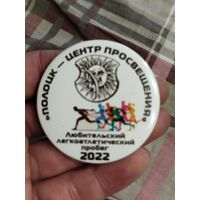 «ПОЛОЦК – ЦЕНТР ПРОСВЕЩЕНИЯ»
Любительский
легкоатлетический
пробег
2022